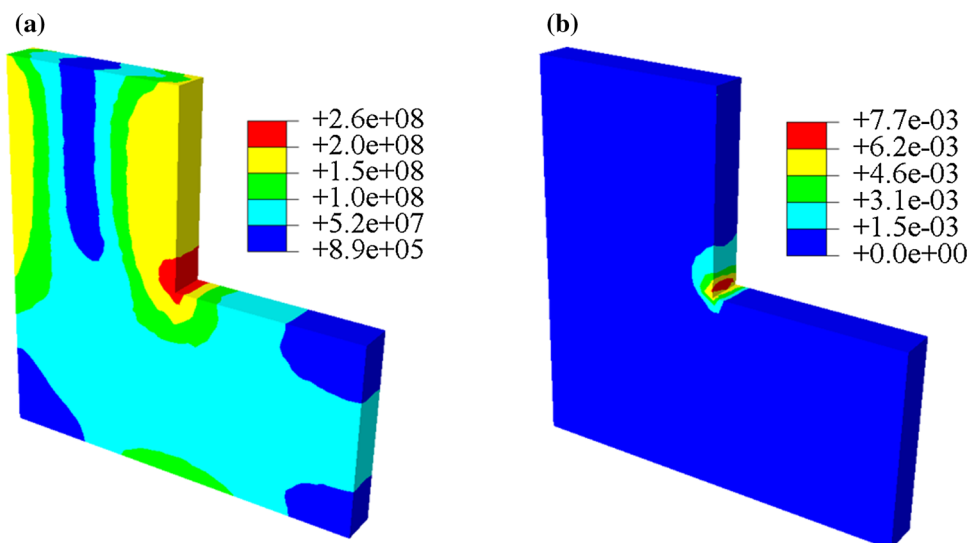 (a)
+2.6e+08
+2.0e+08
+1.5e+08
+1.0e+08
+5.2e+07
+8.9e+05
(b)
+7.7e-03
+6.2e-03
+4.6e-03
+3.1e-03
+1.5e-03
+0.0e+00